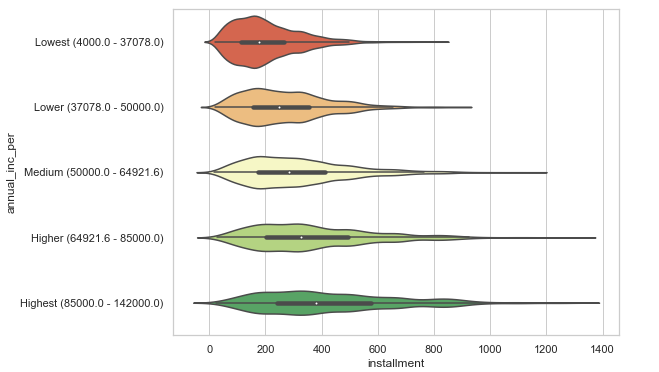 Lowest (4000.0 - 37078.0)
Lower (37078.0 - 50000.0)
Medium (50000.0 - 64921.6)
Higher (64921.6 - 85000.0)
Highest (85000.0 - 142000.0)
annual_inc_per
0 200 400 600 800 1000 1200 1400
installment